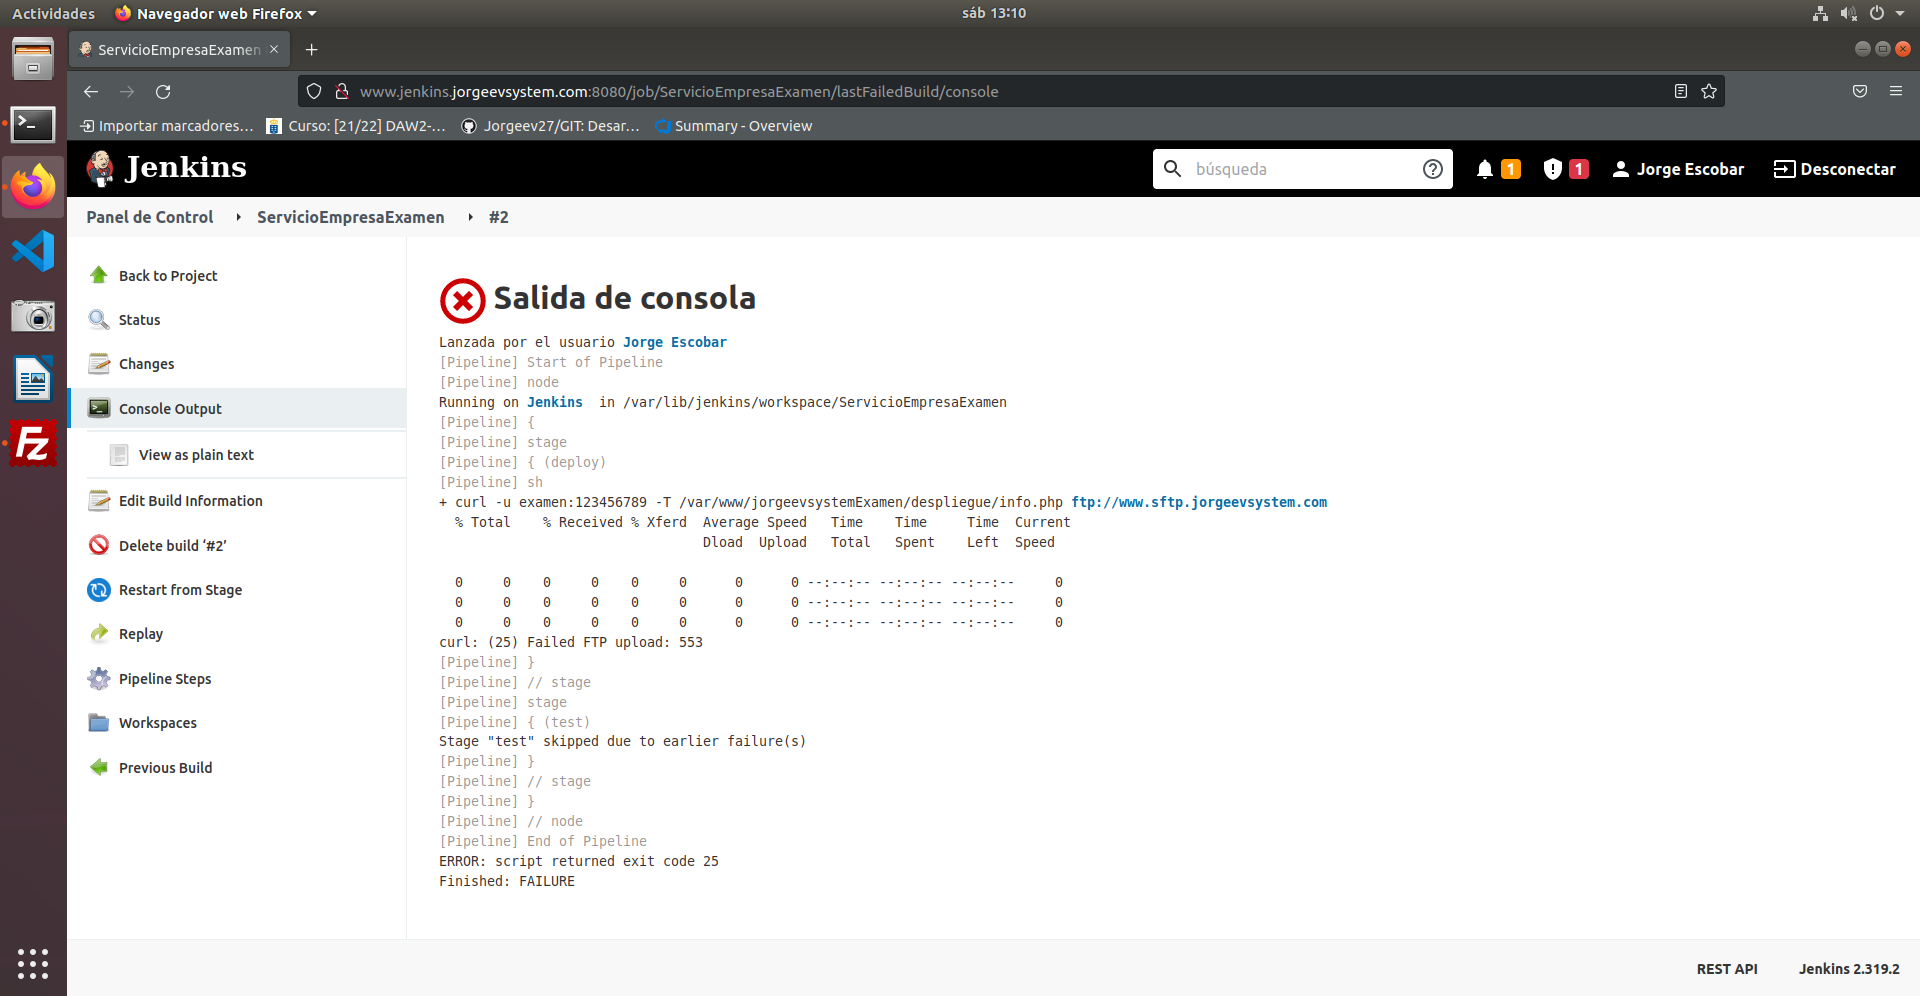 Actividades
Navegador web Firefox
sáb 13:10
ServicioEmpresaExamen
www.jenkins.jorgeevsystem.com:8080/job/ServicioEmpresaExamen/lastFailedBuild/console
Importar marcadores…
Curso: [21/22] DAW2-…
Jorgeev27/GIT: Desar…
Summary - Overview
Jenkins
búsqueda
1
1
Jorge Escobar
Desconectar
Panel de Control
ServicioEmpresaExamen
#2
Back to Project
Status
Changes
Console Output
View as plain text
Edit Build Information
Delete build ‘#2’
Restart from Stage
Replay
Pipeline Steps
Workspaces
Previous Build
Salida de consola
Lanzada por el usuario Jorge Escobar
[Pipeline] Start of Pipeline
[Pipeline] node
Running on Jenkins  in /var/lib/jenkins/workspace/ServicioEmpresaExamen
[Pipeline] {
[Pipeline] stage
[Pipeline] { (deploy)
[Pipeline] sh
+ curl -u examen:123456789 -T /var/www/jorgeevsystemExamen/despliegue/info.php ftp://www.sftp.jorgeevsystem.com
  % Total    % Received % Xferd  Average Speed   Time    Time     Time  Current
                                 Dload  Upload   Total   Spent    Left  Speed
  0     0    0     0    0     0      0      0 --:--:-- --:--:-- --:--:--     0
  0     0    0     0    0     0      0      0 --:--:-- --:--:-- --:--:--     0
  0     0    0     0    0     0      0      0 --:--:-- --:--:-- --:--:--     0
curl: (25) Failed FTP upload: 553
[Pipeline] }
[Pipeline] // stage
[Pipeline] stage
[Pipeline] { (test)
Stage "test" skipped due to earlier failure(s)
[Pipeline] }
[Pipeline] // stage
[Pipeline] }
[Pipeline] // node
[Pipeline] End of Pipeline
ERROR: script returned exit code 25
Finished: FAILURE
REST API
Jenkins 2.319.2